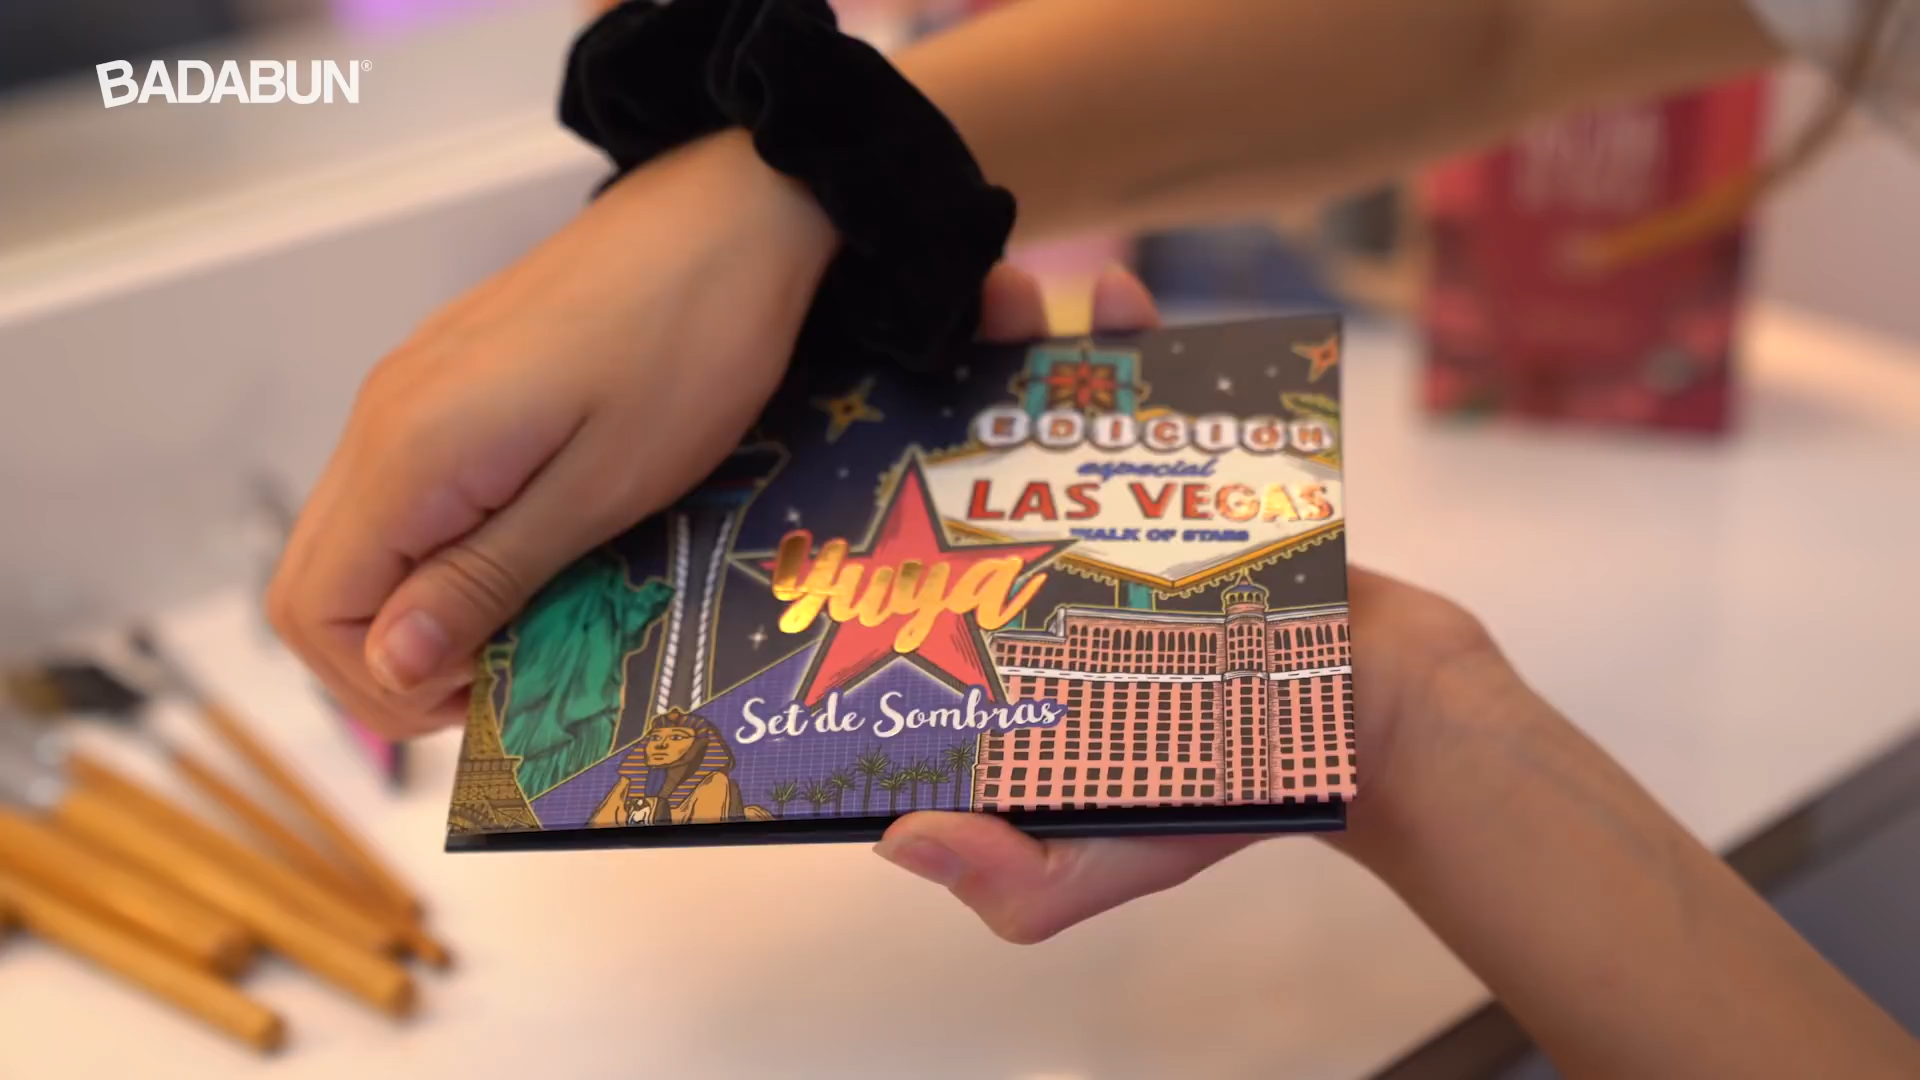 BADABUN®
EDICIÓN
especial
LAS VEGAS
WALK OF STARS
Yuya
Set de Sombras